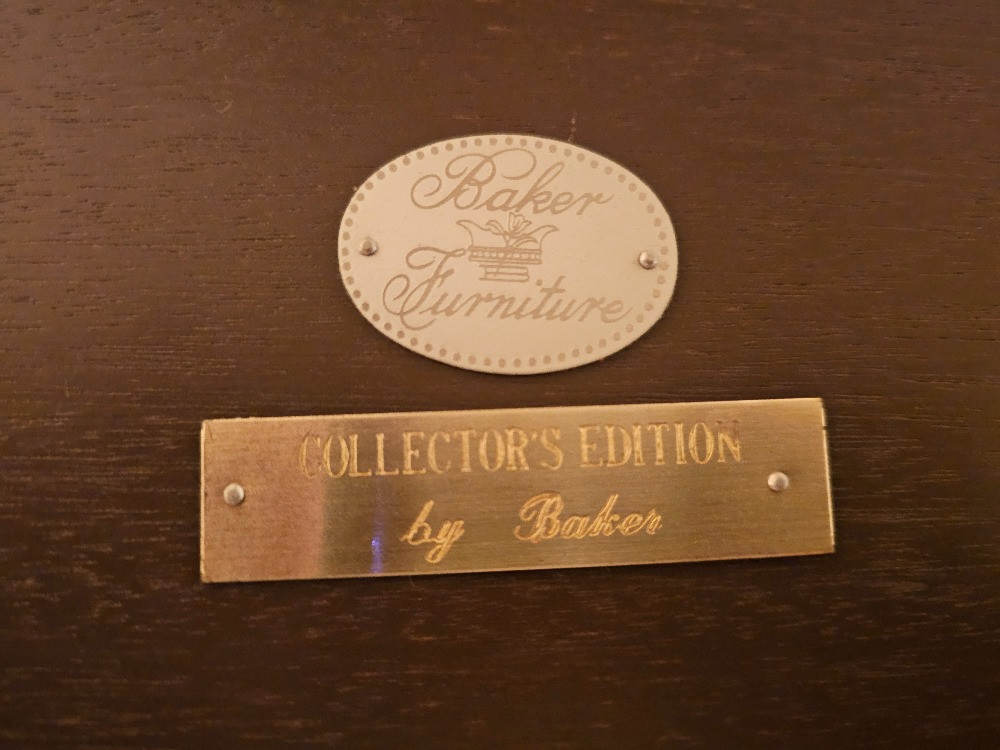 Baker
Furniture
COLLECTOR'S EDITION
by Baker